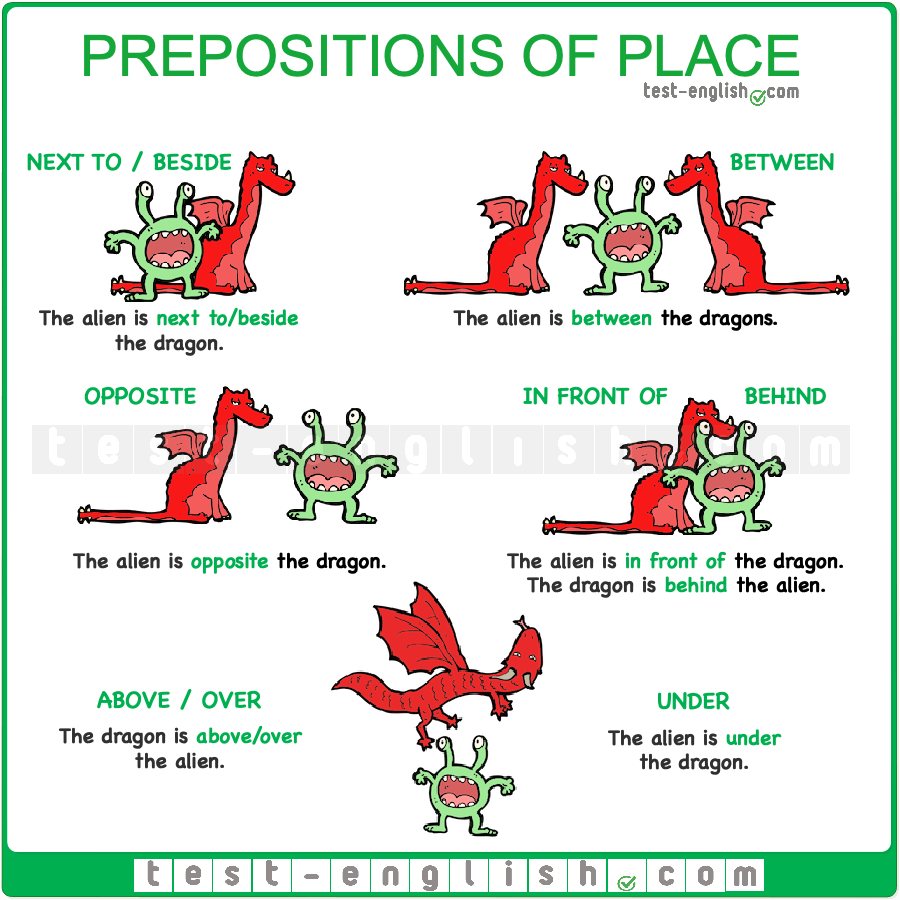 PREPOSITIONS OF PLACE
test-english.com
NEXT TO / BESIDE
The alien is next to/beside
the dragon.
BETWEEN
The alien is between the dragons.
OPPOSITE
The alien is opposite the dragon.
IN FRONT OF
BEHIND
The alien is in front of the dragon.
The dragon is behind the alien.
test-english.com
ABOVE / OVER
The dragon is above/over
the alien.
UNDER
The alien is under
the dragon.
test-english.com